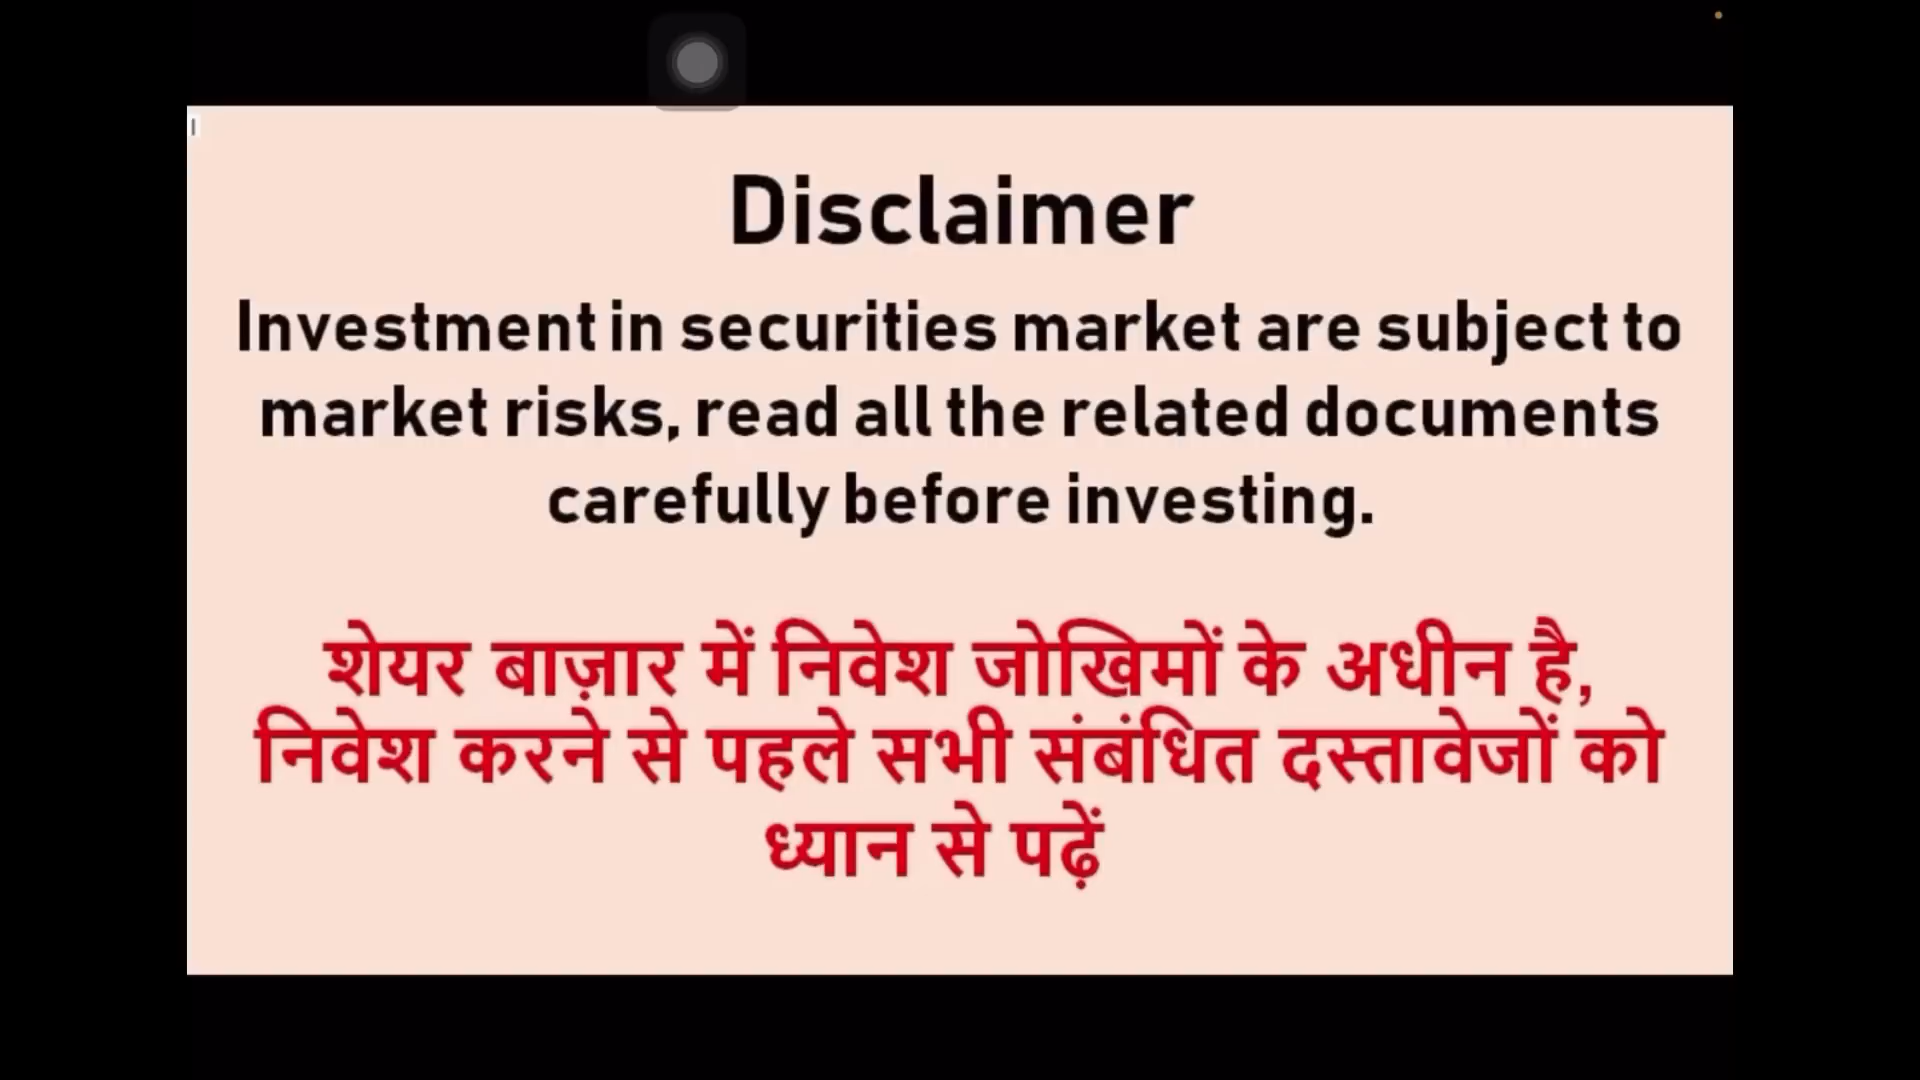 Disclaimer
Investment in securities market are subject to
market risks, read all the related documents
carefully before investing.
शेयर बाज़ार में निवेश जोखिमों के अधीन है,
निवेश करने से पहले सभी संबंधित दस्तावेजों को
ध्यान से पढ़ें